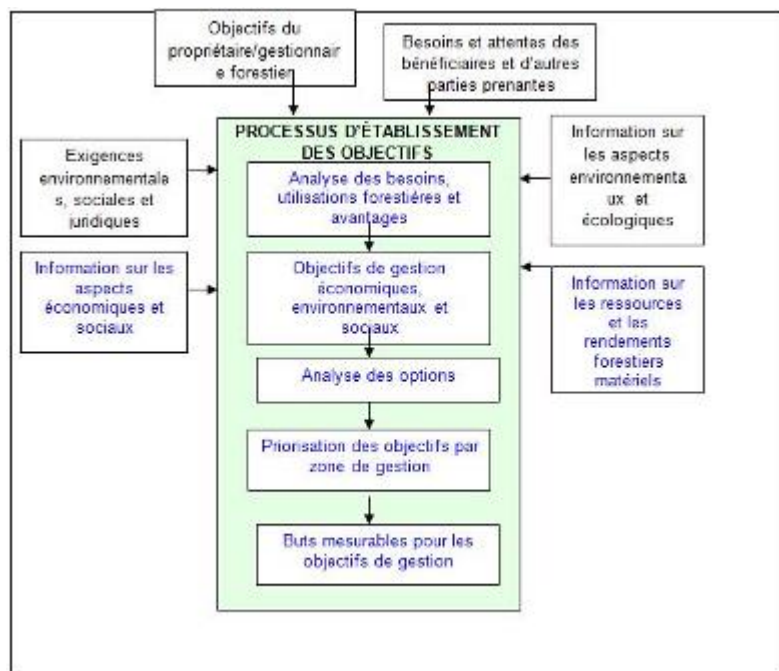 Objectifs du
propriétaire/gestionnair
e forestier
Besoins et attentes des
bénéficiaires et d'autres
parties prenantes
PROCESSUS D'ÉTABLISSEMENT
DES OBJECTIFS
Exigences
environnementale
s, sociales et
juridiques
Analyse des besoins,
utilisations forestières et
avantages
Information sur
les aspects
environnementa
ux et
écologiques
Information sur les
aspects
économiques et
sociaux
Objectifs de gestion
économiques,
environnementaux et
sociaux
Information sur
les ressources
et les
rendements
forestiers
matériels
Analyse des options
Priorisation des objectifs par
zone de gestion
Buts mesurables pour les
objectifs de gestion